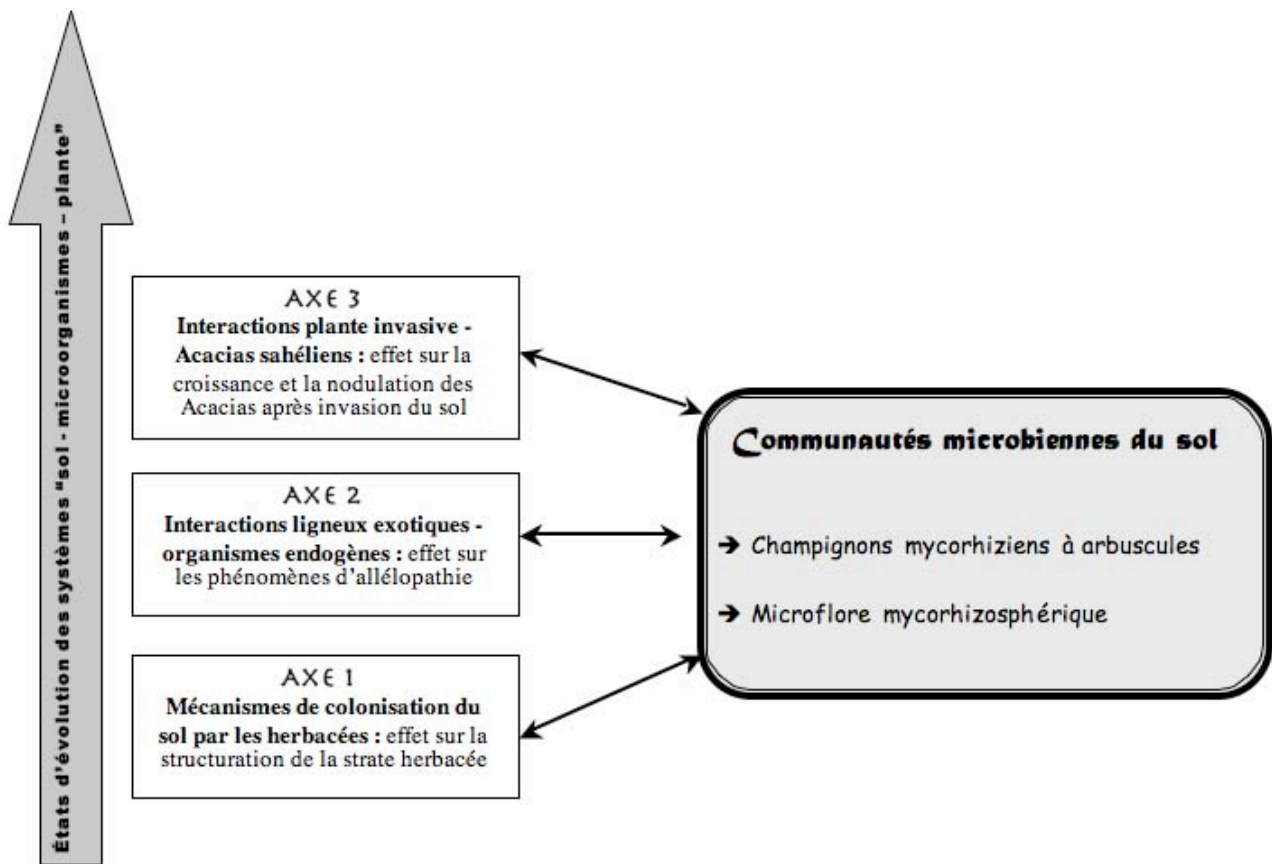 États d'évolution des systèmes "sol - microorganismes – plante"
AXE 3
Interactions plante invasive -
Acacias sahéliens : effet sur la
croissance et la nodulation des
Acacias après invasion du sol
AXE 2
Interactions ligneux exotiques -
organismes endogènes : effet sur
les phénomènes d'allélopathie
AXE 1
Mécanismes de colonisation du
sol par les herbacées : effet sur la
structuration de la strate herbacée
Communautés microbiennes du sol
➔ Champignons mycorhiziens à arbuscules
➔ Microflore mycorhizosphérique